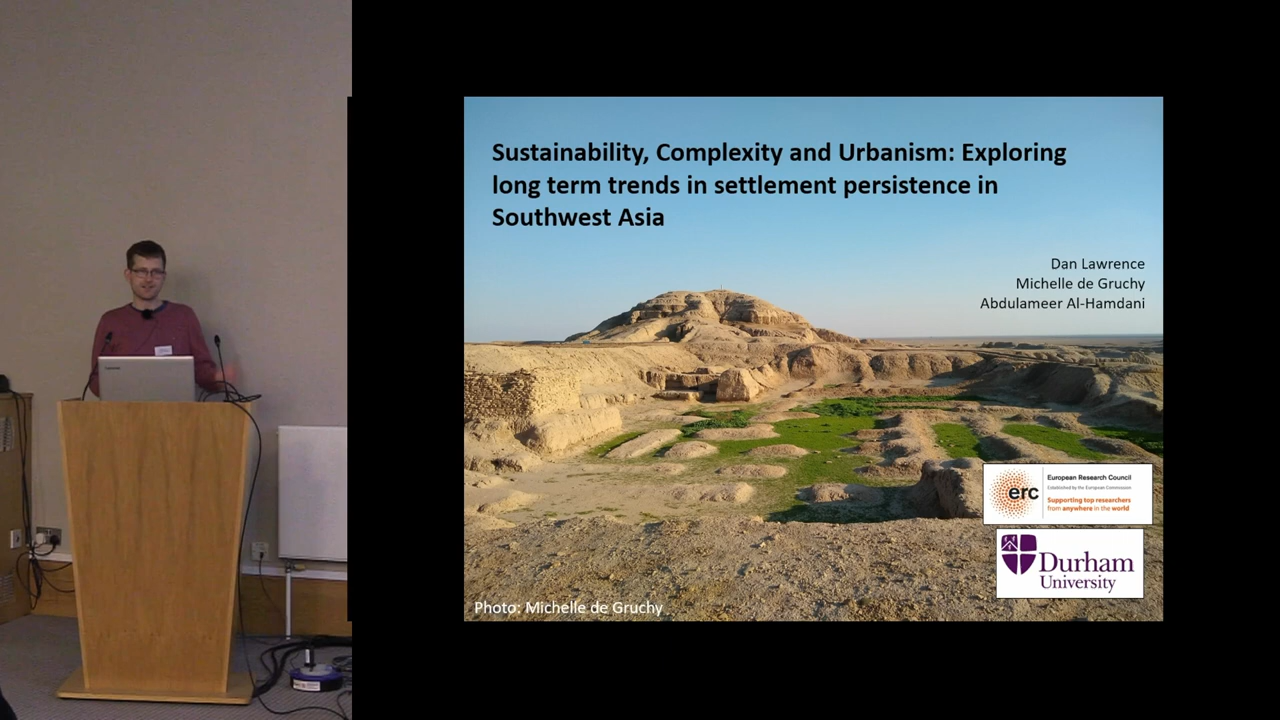 Sustainability, Complexity and Urbanism: Exploring
long term trends in settlement persistence in
Southwest Asia
Dan Lawrence
Michelle de Gruchy
Abdulameer Al-Hamdani
erc
European Research Council
Established by the European Commission
Supporting top researchers
from anywhere in the world
Durham
University
Photo: Michelle de Gruchy